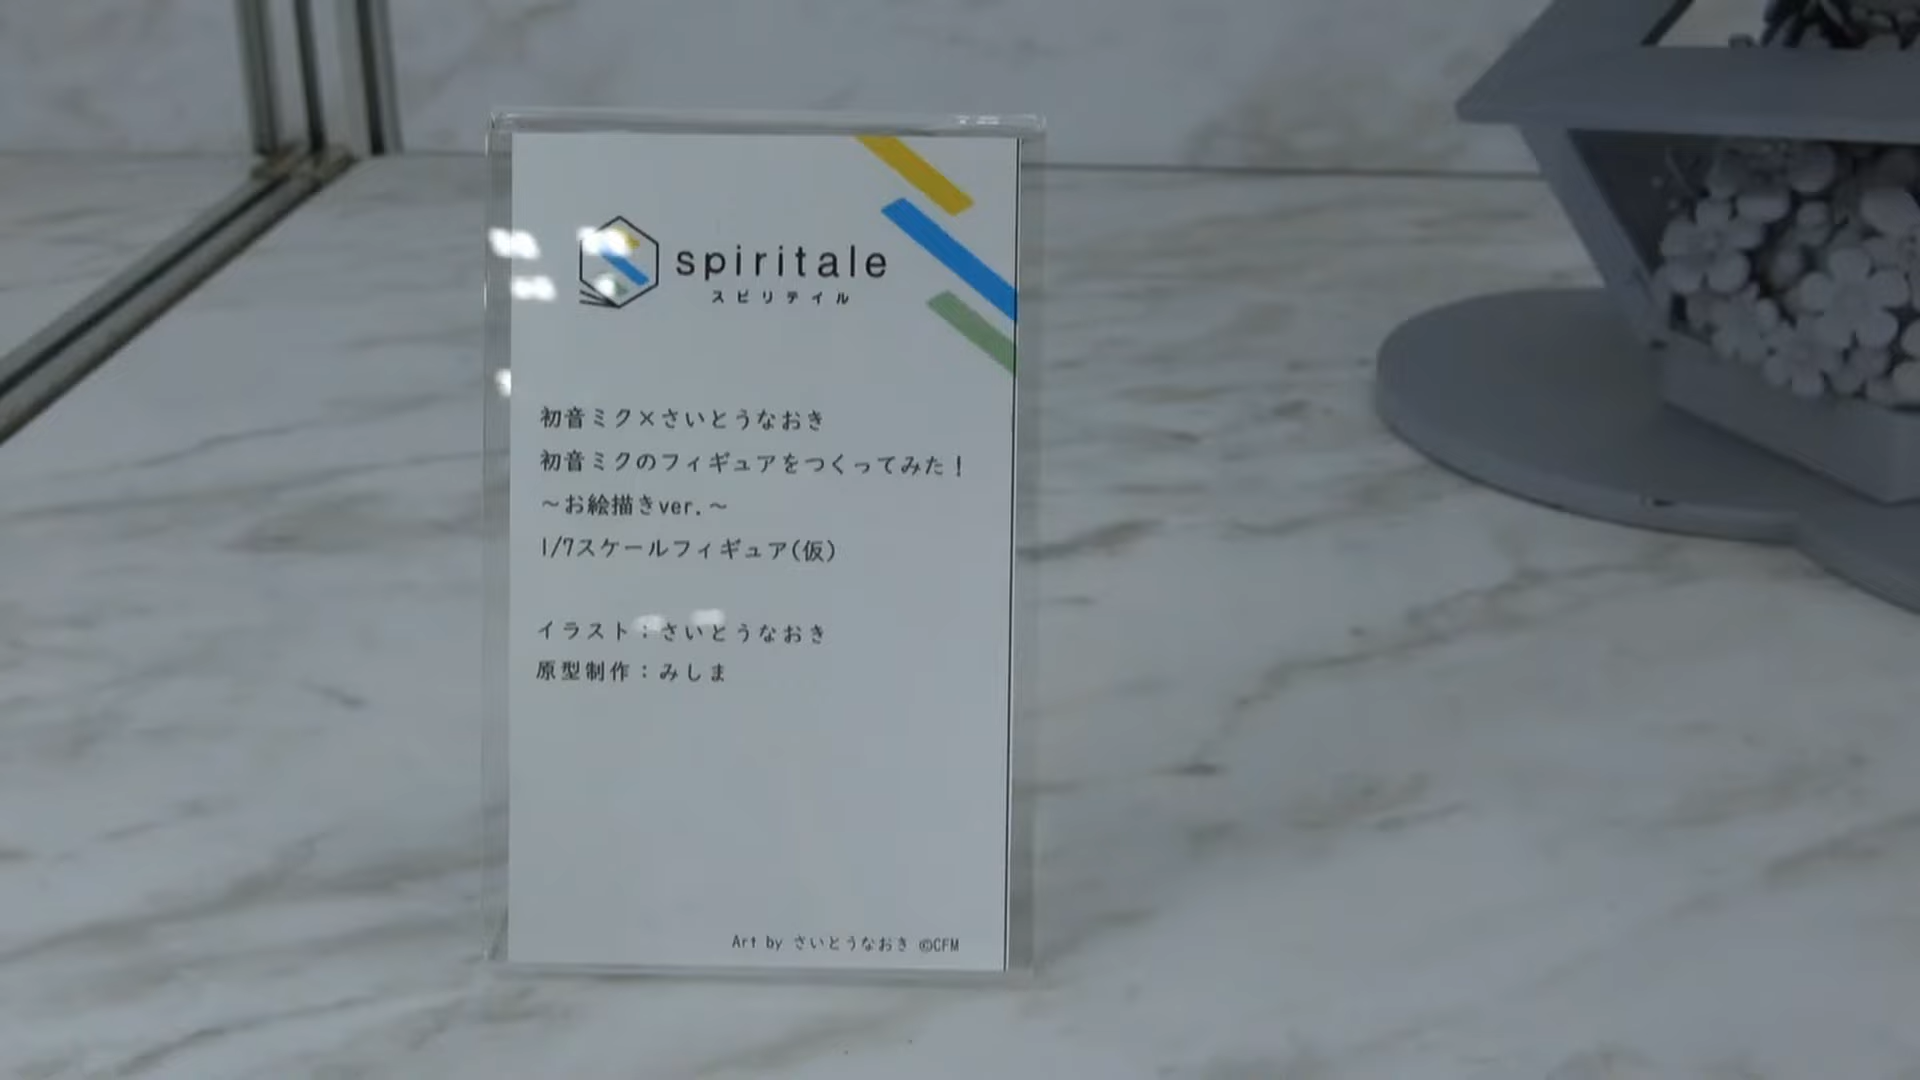 spiritale
スピリテイル
初音ミク×さいとうなおき
初音ミクのフィギュアをつくってみた!
~お絵描きver.~
1/7スケールフィギュア(仮)
イラスト:さいとうなおき
原型制作:みしま
Art by さいとうなおき ©CFM